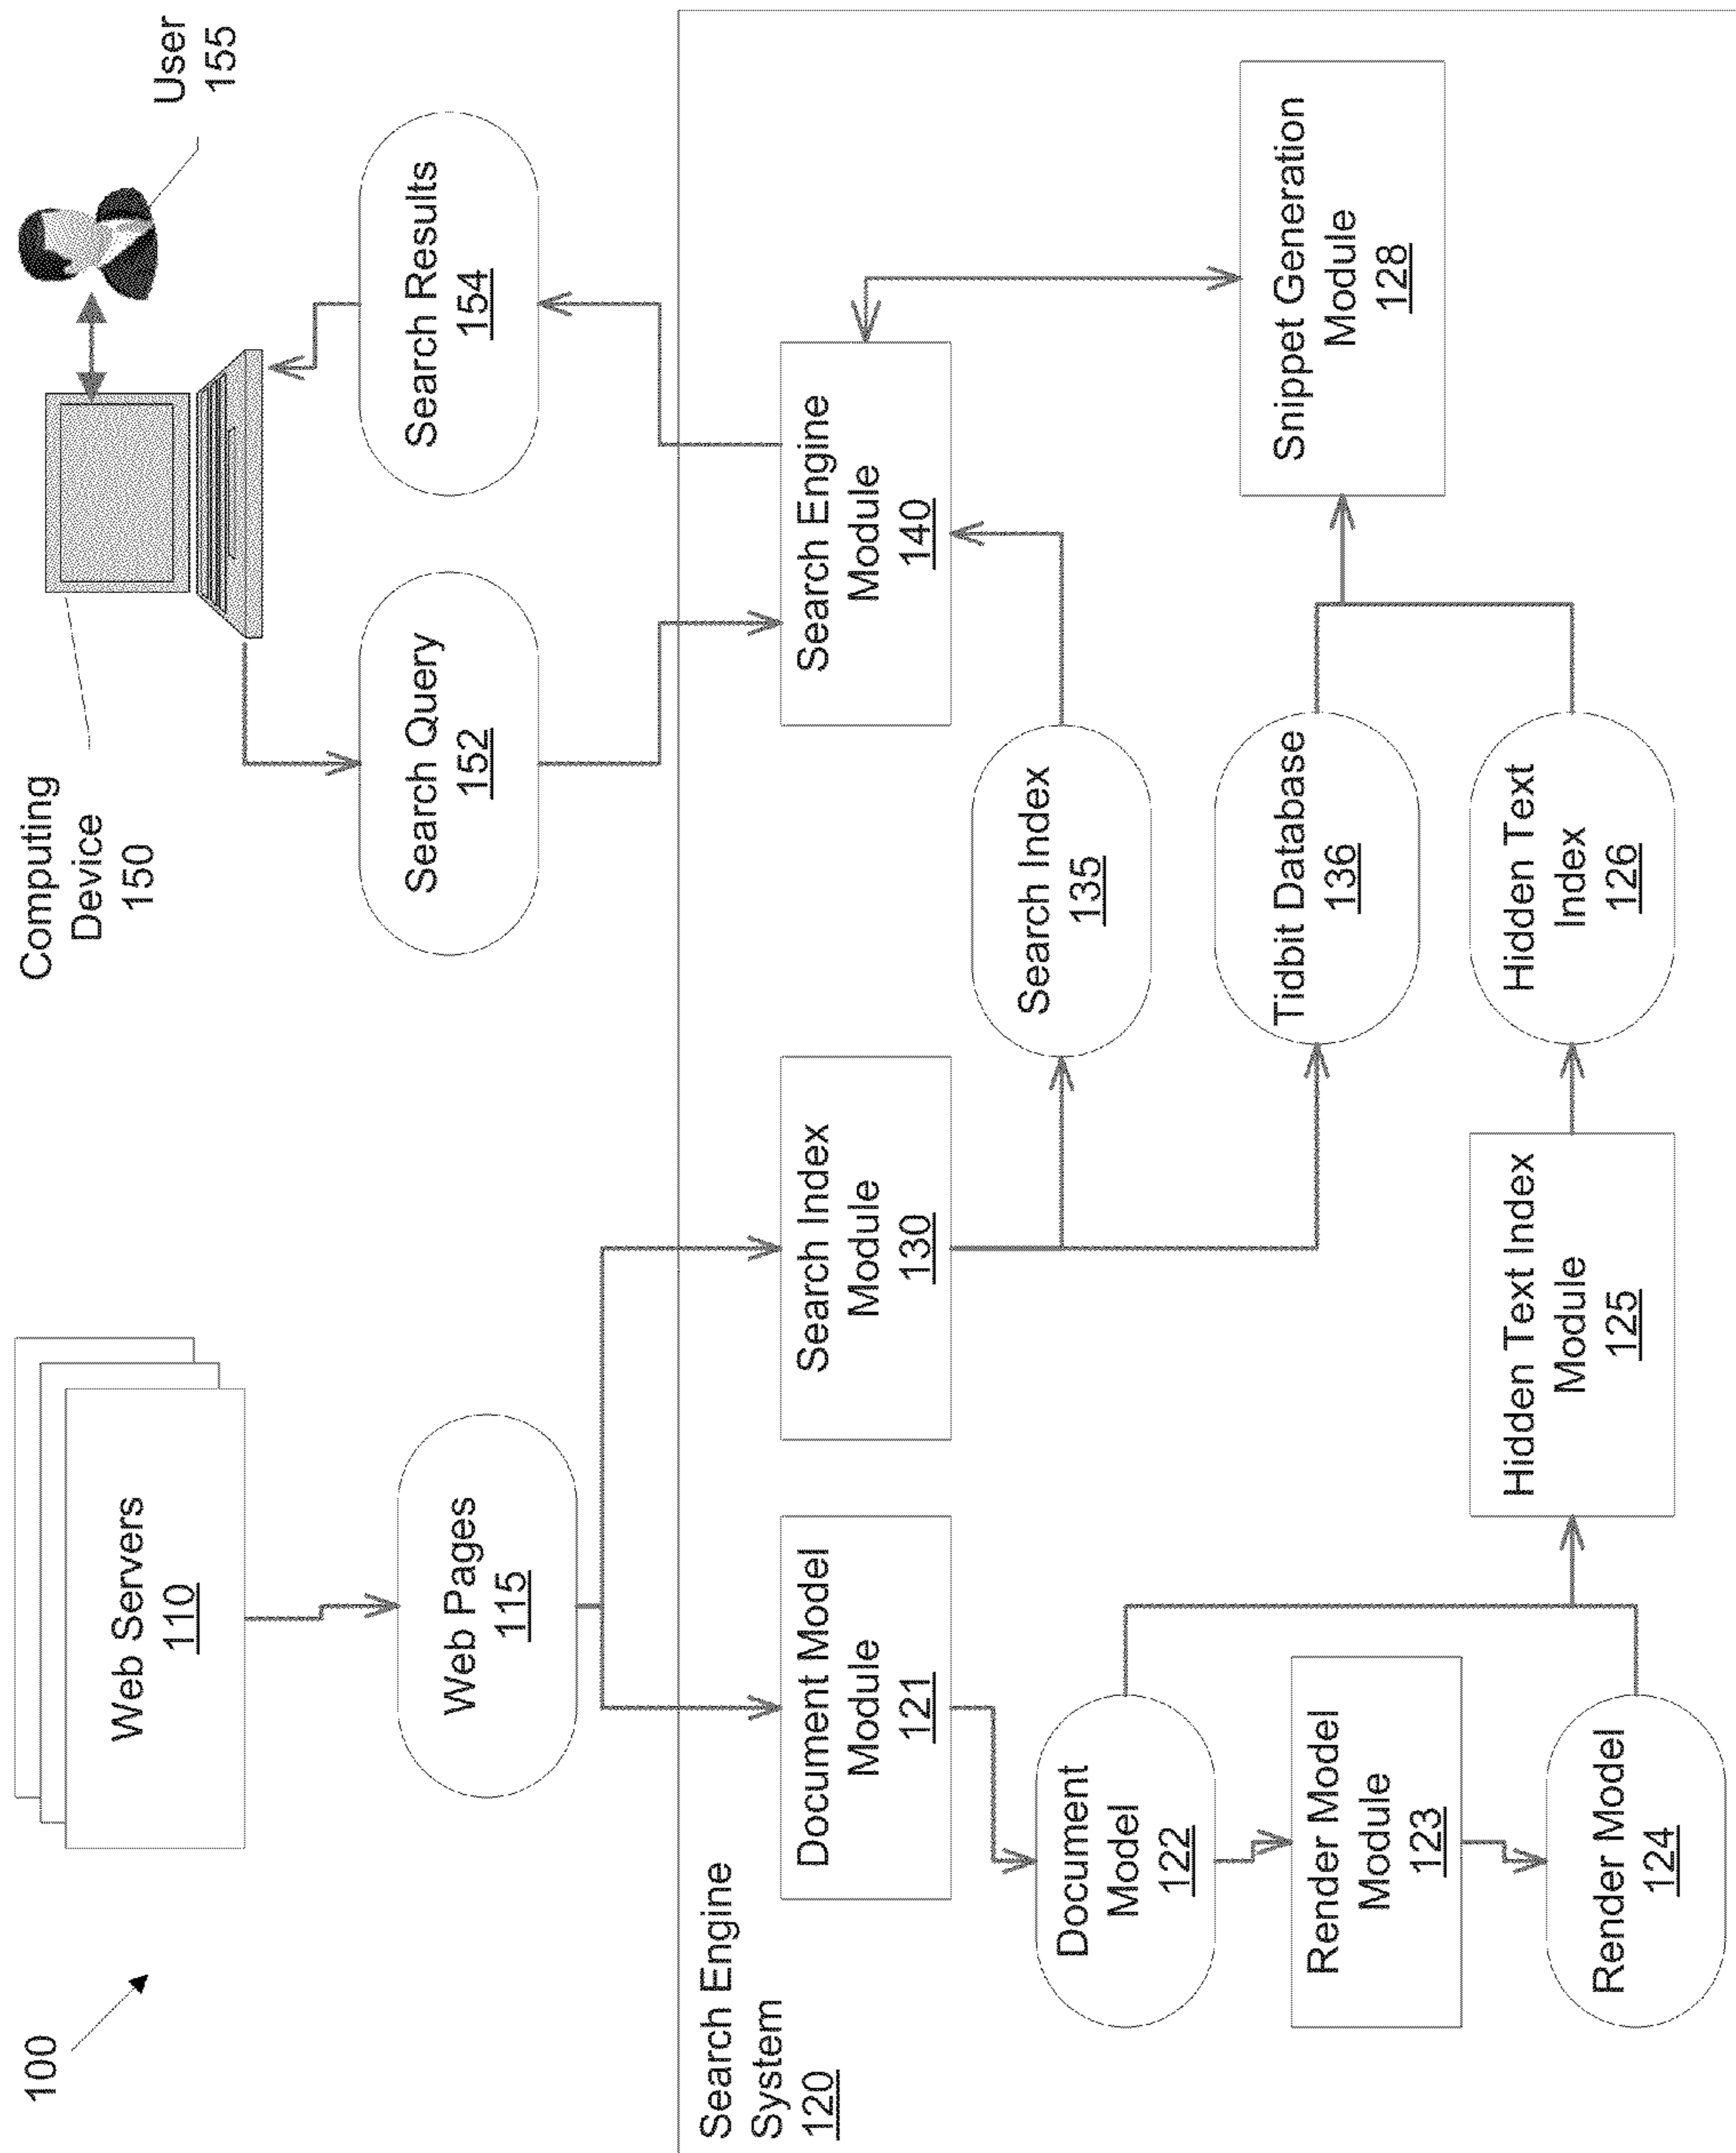 100
Web Servers
110
Computing
Device
150
User
155
Web Pages
115
Search Query
152
Search Results
154
Search Engine
System
120
Document Model
Module
121
Search Index
Module
130
Search Engine
Module
140
Document
Model
122
Search Index
135
Render Model
Module
123
Tidbit Database
136
Snippet Generation
Module
128
Render Model
124
Hidden Text Index
Module
125
Hidden Text
Index
126